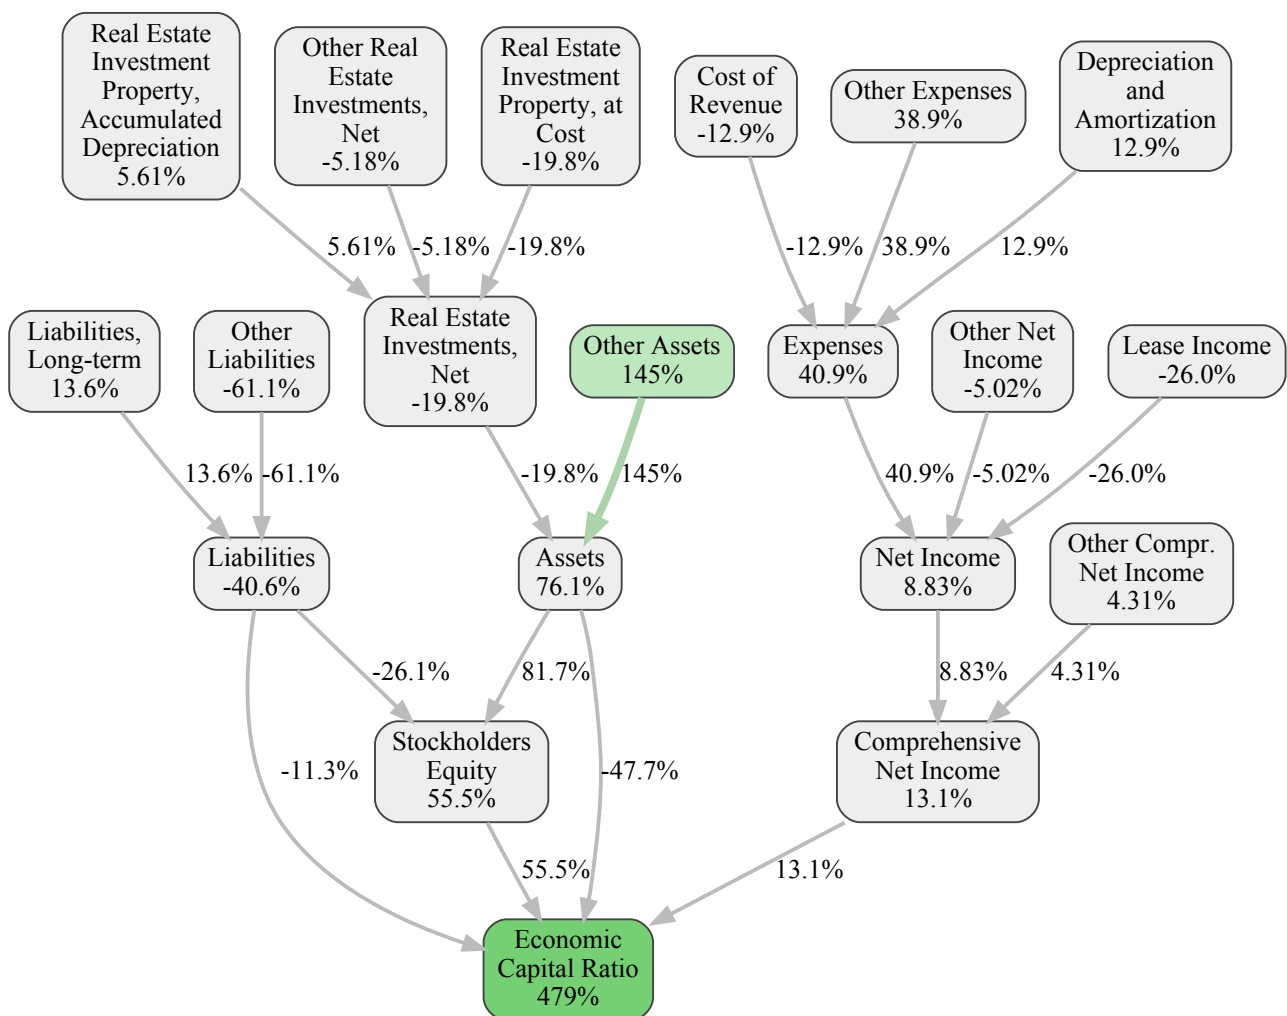 Real Estate
Investment
Property,
Accumulated
Depreciation
5.61%
Other Real
Estate
Investments,
Net
-5.18%
Real Estate
Investment
Property, at
Cost
-19.8%
Cost of
Revenue
-12.9%
Other Expenses
38.9%
Depreciation
and
Amortization
12.9%
5.61%
-5.18%
-19.8%
-12.9%
38.9%
12.9%
Liabilities,
Long-term
13.6%
Other
Liabilities
-61.1%
Real Estate
Investments,
Net
-19.8%
Other Assets
145%
Expenses
40.9%
Other Net
Income
-5.02%
Lease Income
-26.0%
13.6%
-61.1%
-19.8%
145%
40.9%
-5.02%
-26.0%
Liabilities
-40.6%
Assets
76.1%
Net Income
8.83%
Other Compr.
Net Income
4.31%
-26.1%
81.7%
8.83%
4.31%
-11.3%
Stockholders
Equity
55.5%
-47.7%
Comprehensive
Net Income
13.1%
55.5%
13.1%
Economic
Capital Ratio
479%